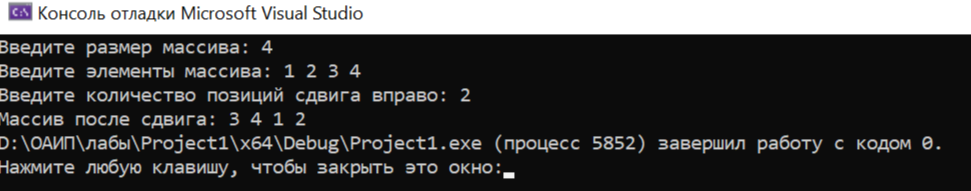 Консоль отладки Microsoft Visual Studio
Введите размер массива: 4
Введите элементы массива: 1 2 3 4
Введите количество позиций сдвига вправо: 2
Массив после сдвига: 3 4 1 2
D:\ОАИП\лабы\Project1\x64\Debug\Project1.exe (процесс 5852) завершил работу с кодом 0.
Нажмите любую клавишу, чтобы закрыть это окно: